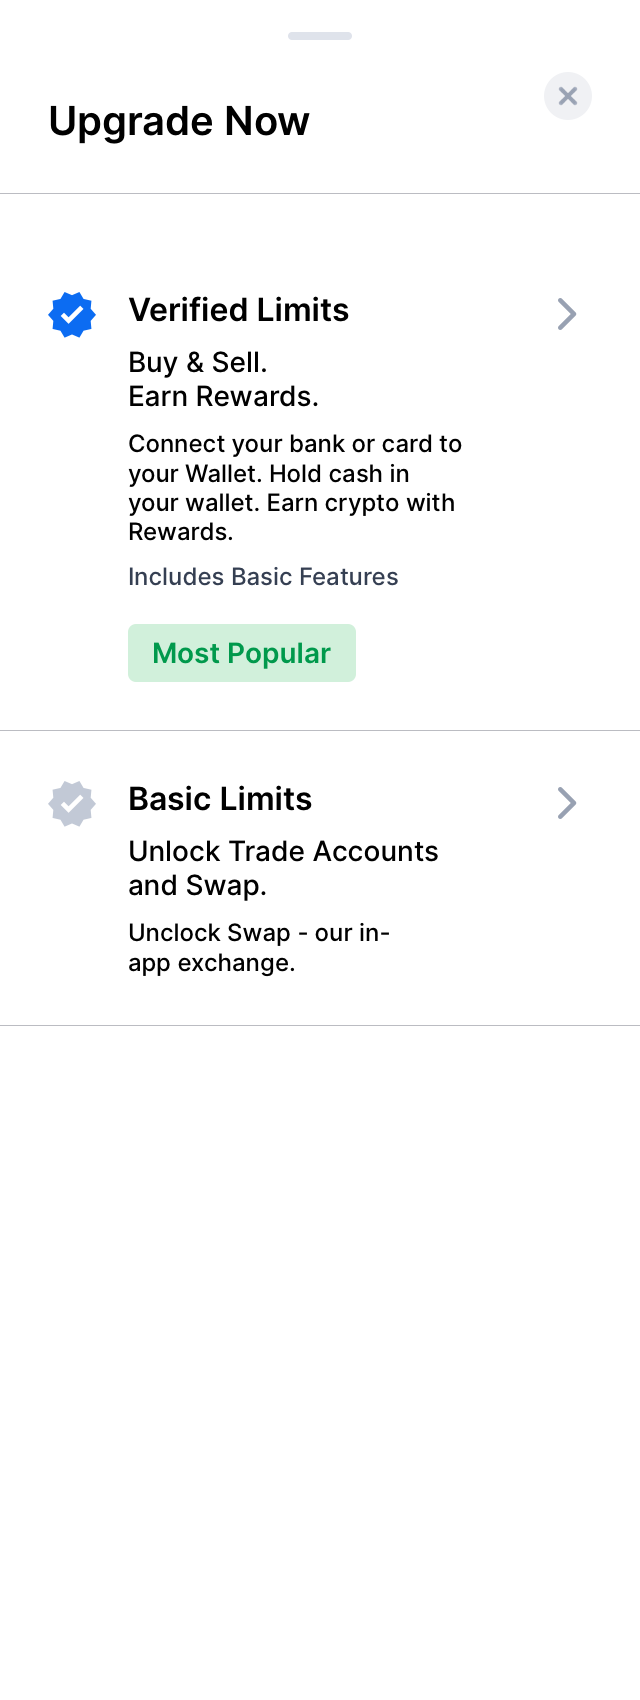 Upgrade Now
Verified Limits
Buy & Sell.
Earn Rewards.
Connect your bank or card to
your Wallet. Hold cash in
your wallet. Earn crypto with
Rewards.
Includes Basic Features
Most Popular
Basic Limits
Unlock Trade Accounts
and Swap.
Unclock Swap - our in-
app exchange.